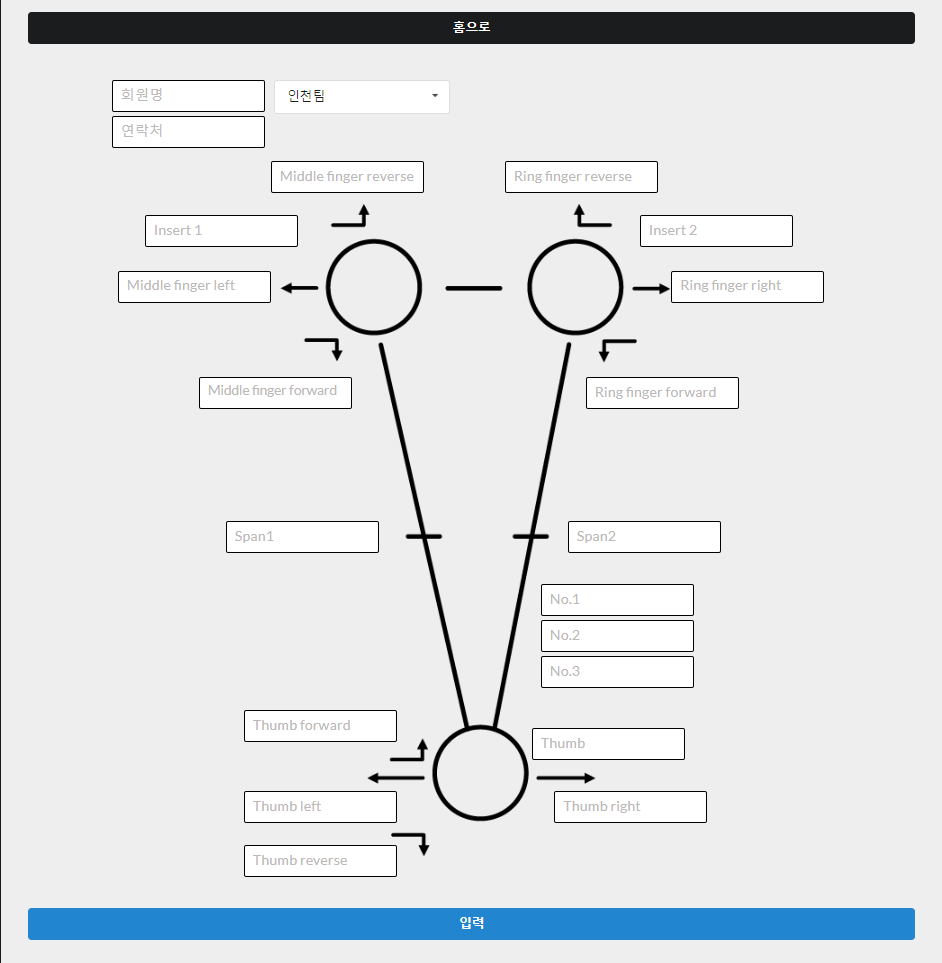 홈으로
회원명
인천팀
연락처
Middle finger reverse
Ring finger reverse
Insert 1
Insert 2
Middle finger left
Ring finger right
Middle finger forward
Ring finger forward
Span1
Span2
No.1
No.2
No.3
Thumb forward
Thumb
Thumb left
Thumb right
Thumb reverse
입력